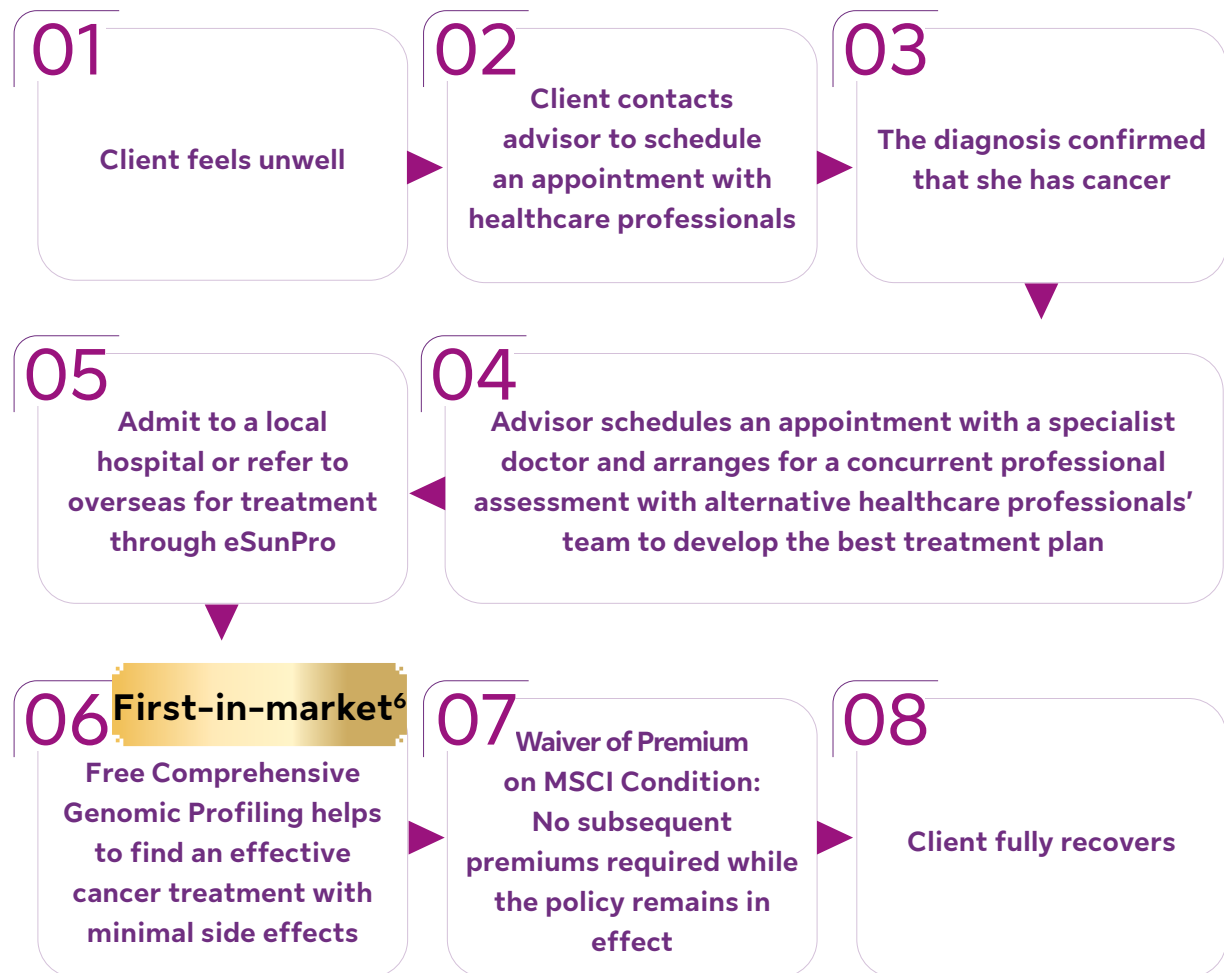 01
Client feels unwell
02
Client contacts
advisor to schedule
an appointment with
healthcare professionals
03
The diagnosis confirmed
that she has cancer
04
Advisor schedules an appointment with a specialist
doctor and arranges for a concurrent professional
assessment with alternative healthcare professionals’
team to develop the best treatment plan
05
Admit to a local
hospital or refer to
overseas for treatment
through eSunPro
06
First-in-market⁶
Free Comprehensive
Genomic Profiling helps
to find an effective
cancer treatment with
minimal side effects
07
Waiver of Premium
on MSCI Condition:
No subsequent
premiums required while
the policy remains in
effect
08
Client fully recovers